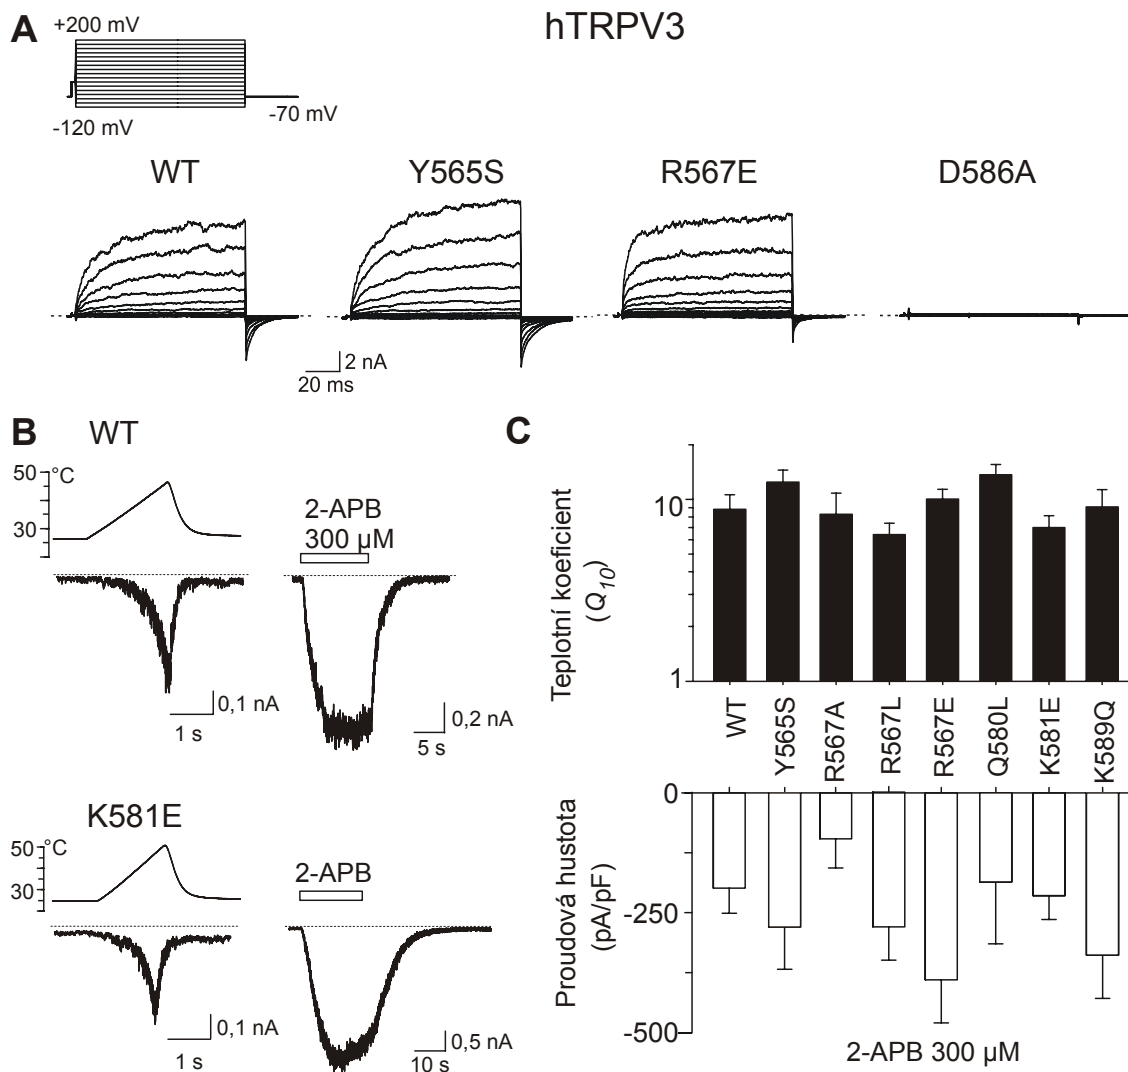 hTRPV3
A
+200 mV
-120 mV
-70 mV
WT
Y565S
R567E
D586A
2 nA
20 ms
B
WT
50
°C
30
2-APB
300 µM
0,1 nA
1 s
0,2 nA
5 s
K581E
50
°C
30
2-APB
0,1 nA
1 s
0,5 nA
10 s
C
Teplotní koeficient
(Q10)
10
1
WT
Y565S
R567A
R567L
R567E
Q580L
K581E
K589Q
Proudová hustota
(pA/pF)
0
-250
-500
2-APB 300 µM